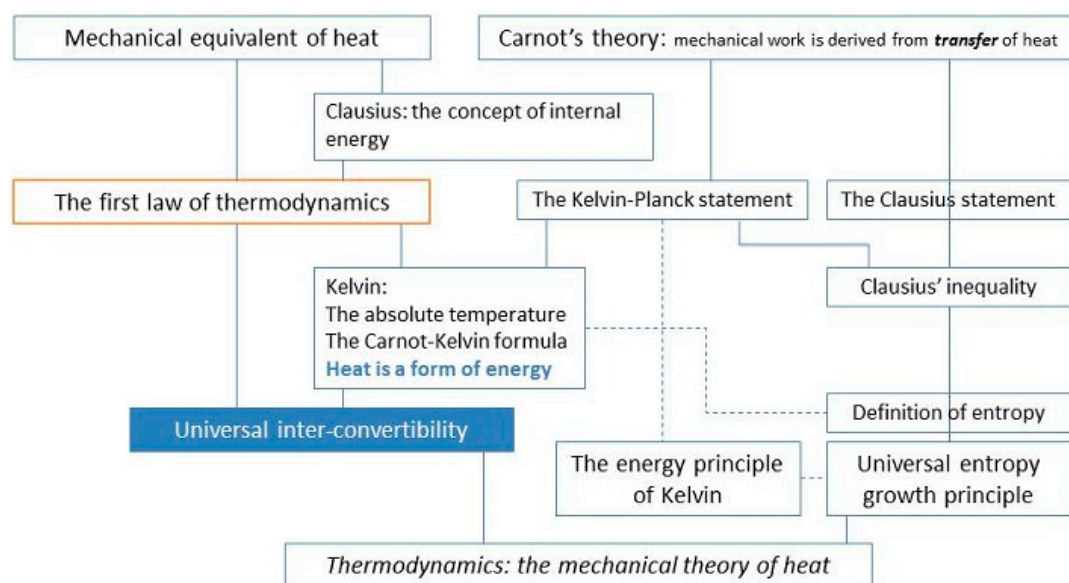 Mechanical equivalent of heat
Carnot’s theory: mechanical work is derived from transfer of heat
Clausius: the concept of internal
energy
The first law of thermodynamics
The Kelvin-Planck statement
The Clausius statement
Kelvin:
The absolute temperature
The Carnot-Kelvin formula
Heat is a form of energy
Clausius’ inequality
Definition of entropy
Universal inter-convertibility
The energy principle
of Kelvin
Universal entropy
growth principle
Thermodynamics: the mechanical theory of heat